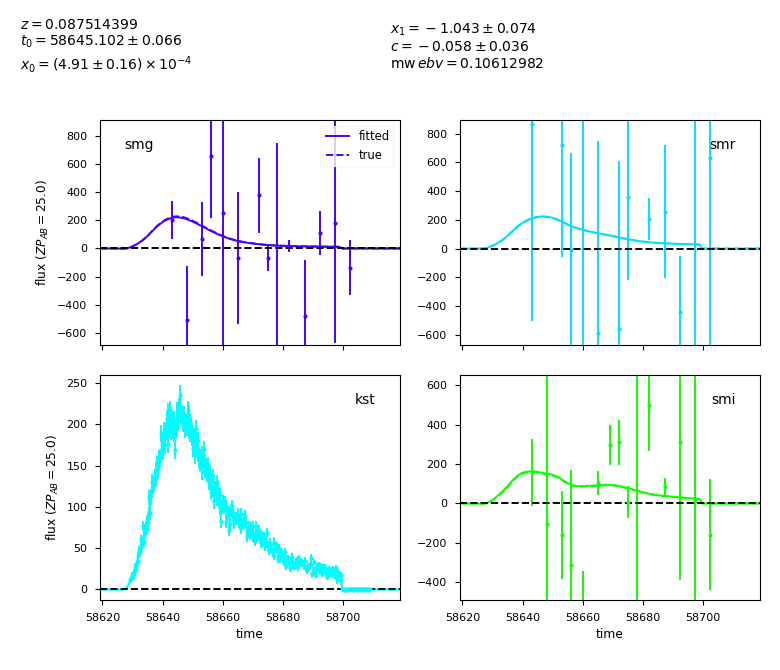 z = 0.087514399
t₀ = 58645.102 ± 0.066
x₀ = (4.91 ± 0.16) × 10⁻⁴
x₁ = −1.043 ± 0.074
c = −0.058 ± 0.036
mw ebv = 0.10612982
smg
fitted
true
flux (ZP_AB = 25.0)
800
600
400
200
0
−200
−400
−600
smr
800
600
400
200
0
−200
−400
−600
kst
flux (ZP_AB = 25.0)
250
200
150
100
50
0
58620 58640 58660 58680 58700
time
smi
600
400
200
0
−200
−400
58620 58640 58660 58680 58700
time